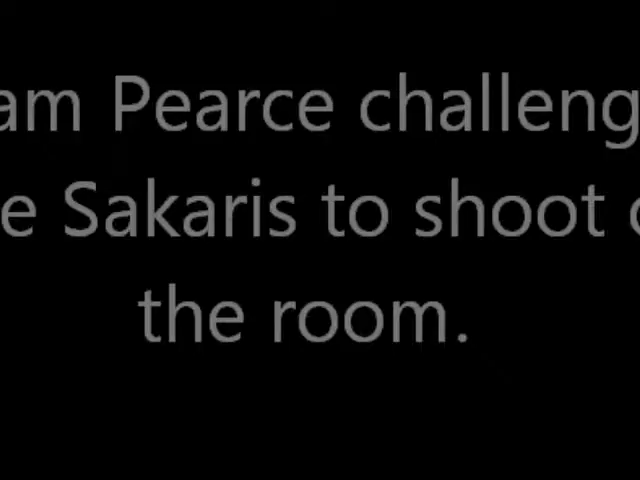 am Pearce challeng
e Sakaris to shoot o
the room.